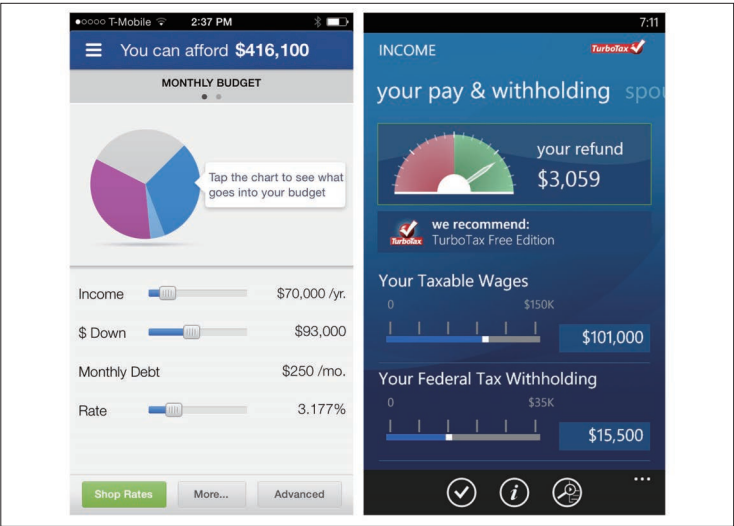 ●○○○○ T-Mobile 2:37 PM
You can afford $416,100
MONTHLY BUDGET
Tap the chart to see what
goes into your budget
Income $70,000 /yr.
$ Down $93,000
Monthly Debt $250 /mo.
Rate 3.177%
Shop Rates More... Advanced
7:11
INCOME TurboTax
your pay & withholding spou
your refund
$3,059
we recommend:
TurboTax TurboTax Free Edition
Your Taxable Wages
0 $150K
$101,000
Your Federal Tax Withholding
0 $35K
$15,500
i ...